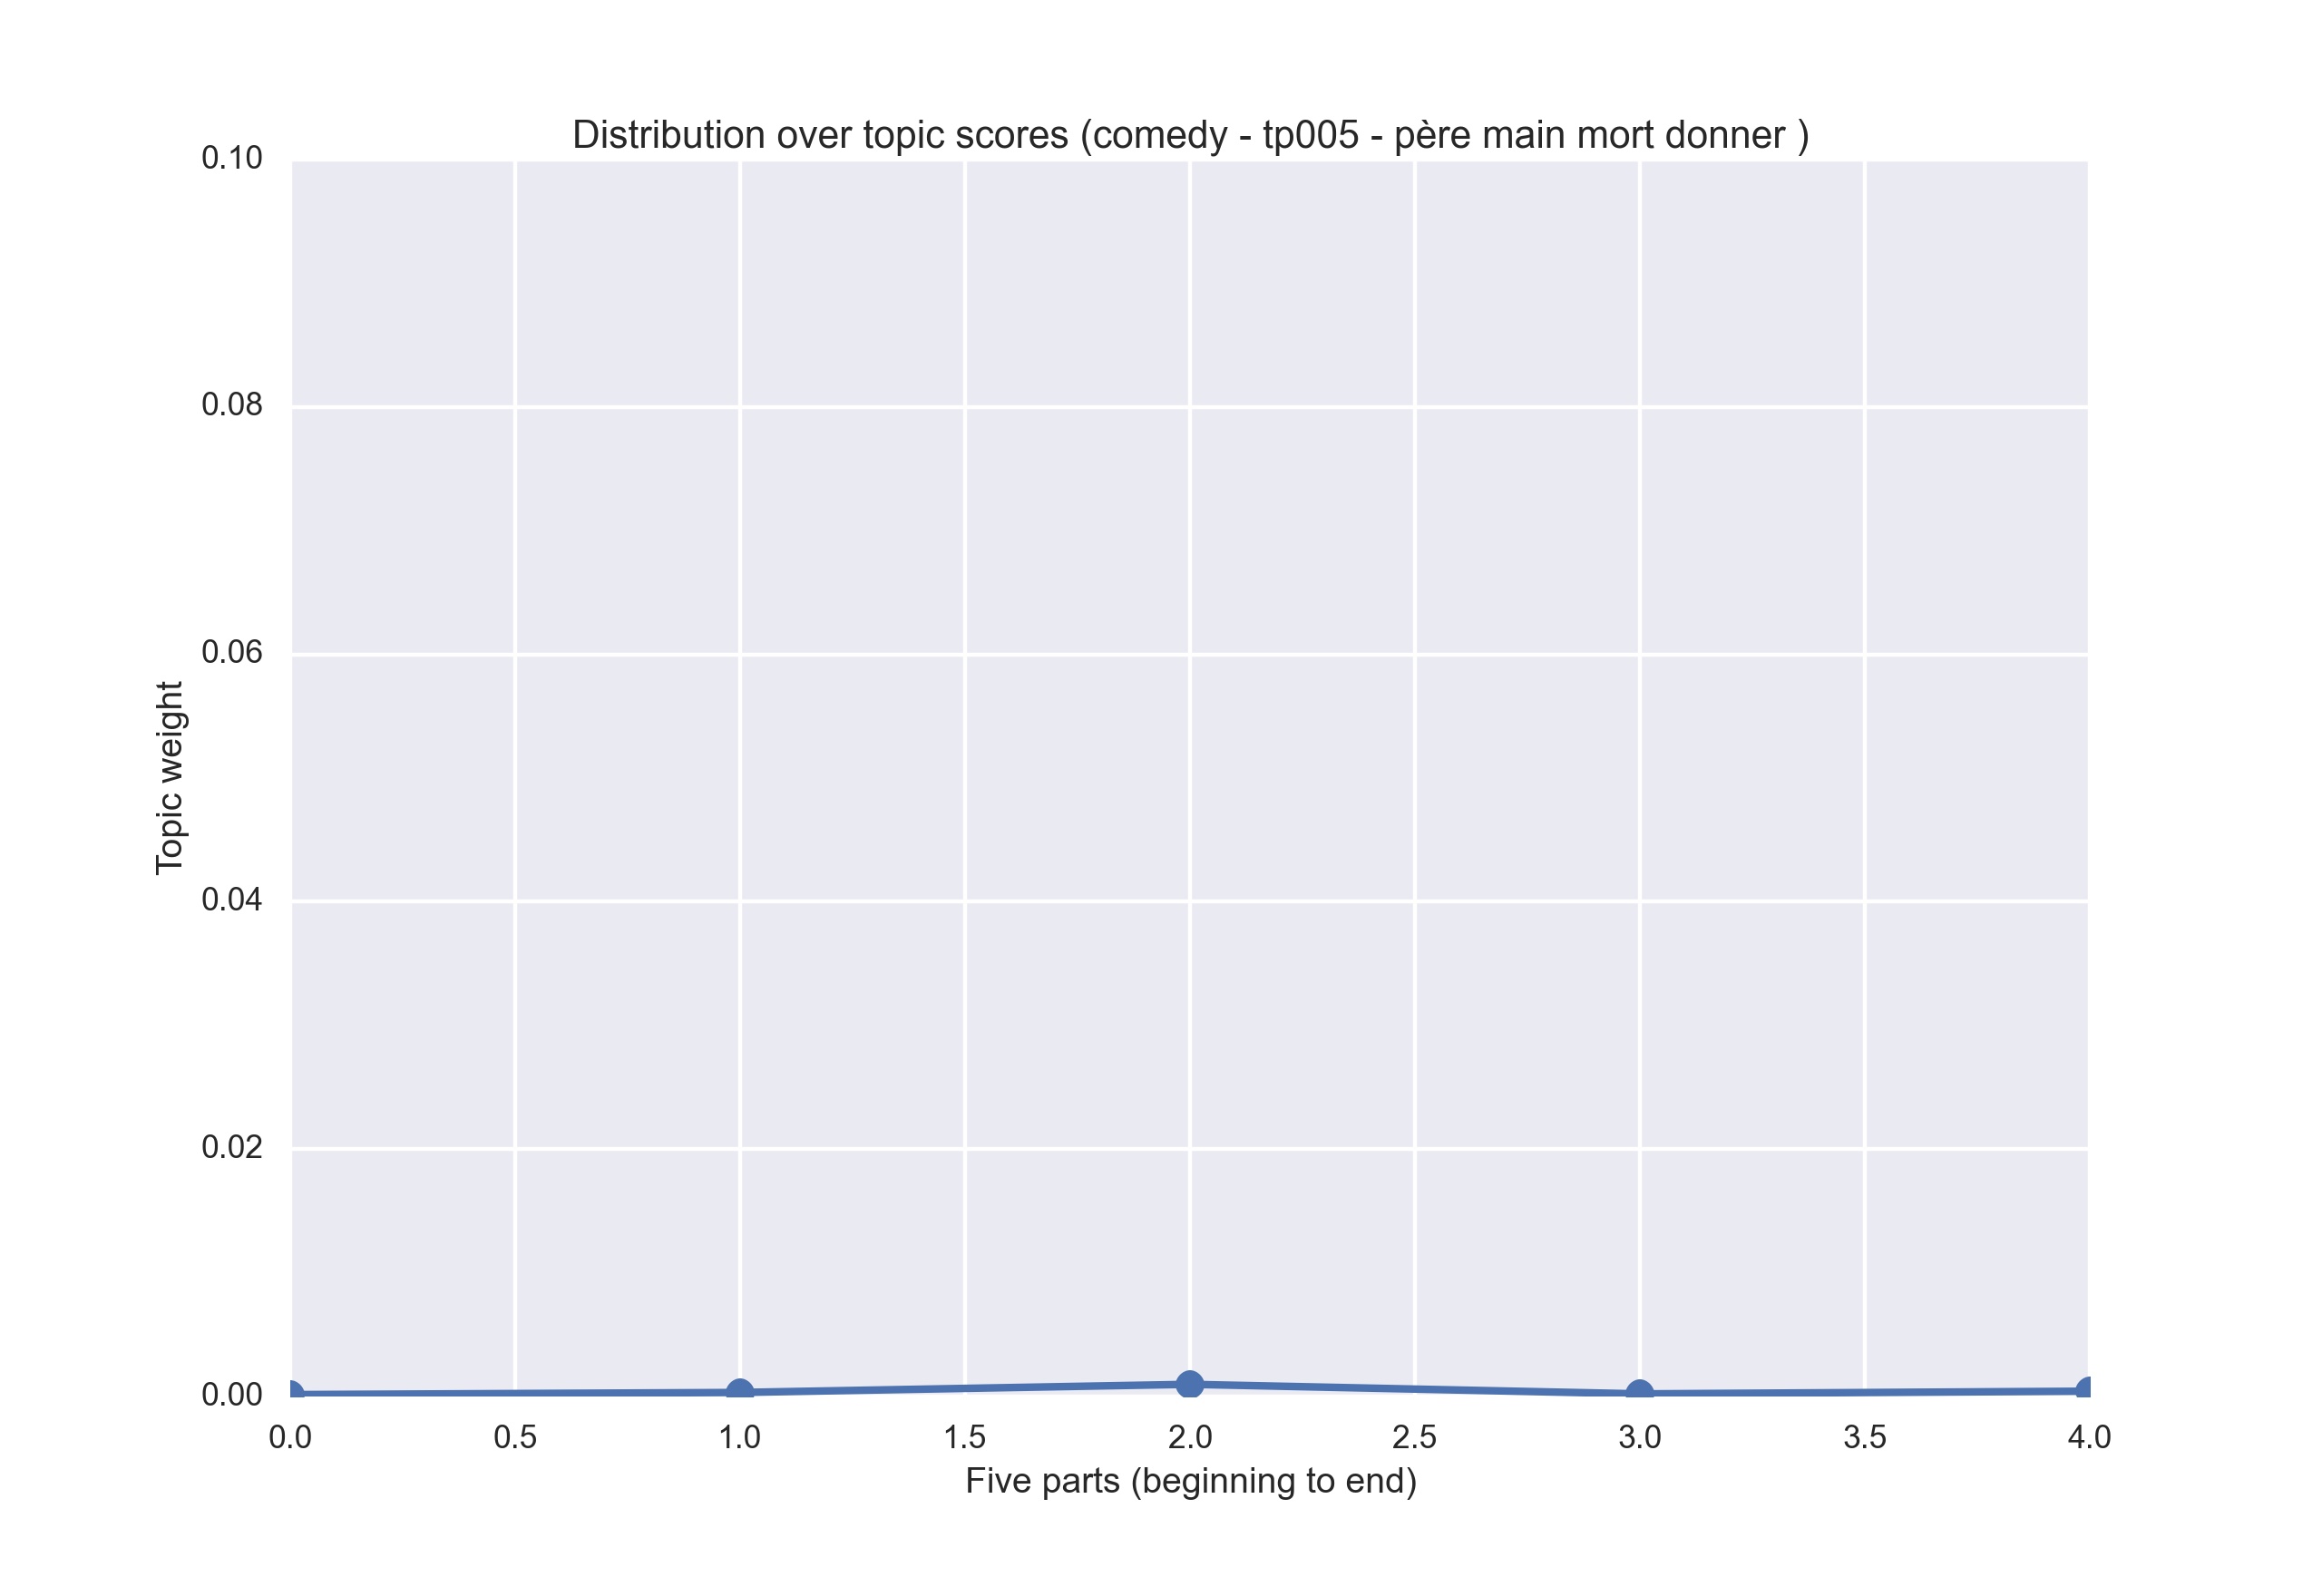 Distribution over topic scores (comedy - tp005 - père main mort donner )
0.10
0.08
0.06
0.04
0.02
0.00
Topic weight
0.0 0.5 1.0 1.5 2.0 2.5 3.0 3.5 4.0
Five parts (beginning to end)